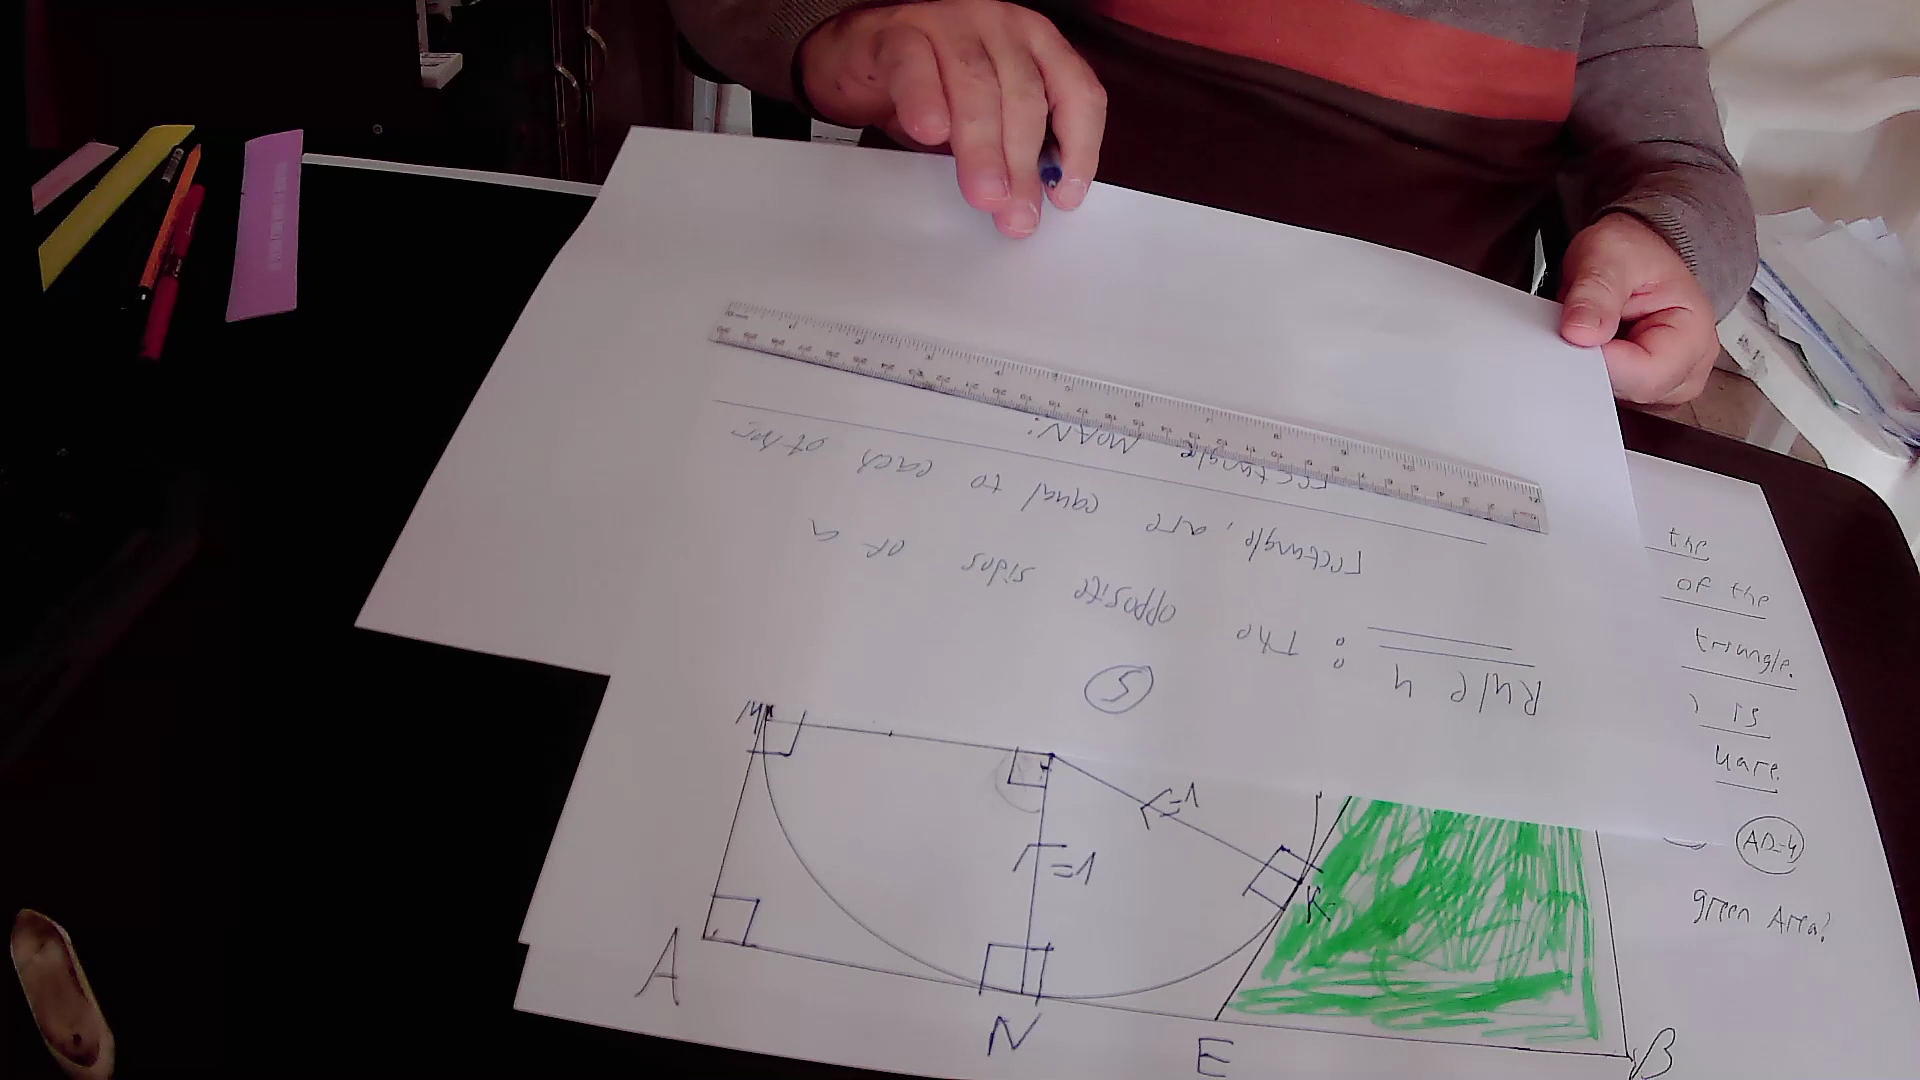 5
Rule 4 : The opposite sides of a
rectangle, are equal to each other
rectangle MOAN:
the
of the
triangle.
is
uare.
AD=4
green Area?
M
r=1
r=1
K
A
N
E
B